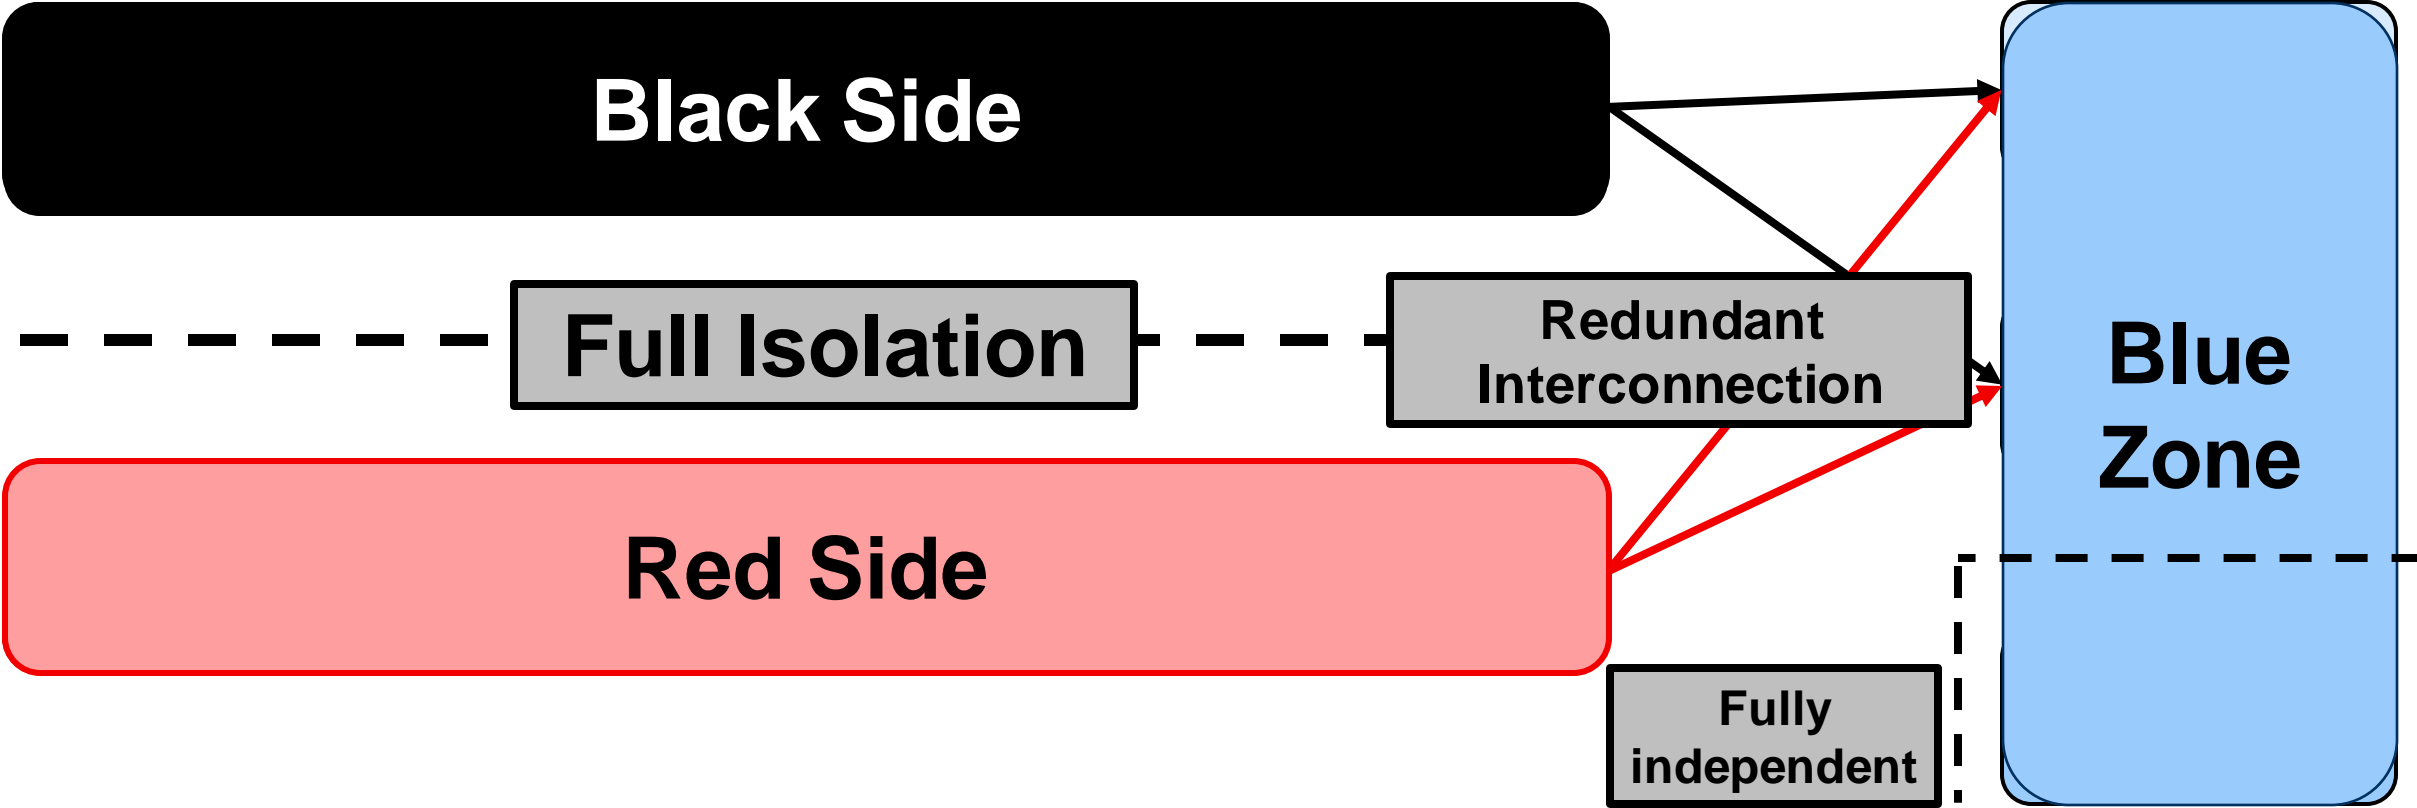 Black Side
Full Isolation
Redundant
Interconnection
Blue
Zone
Red Side
Fully
independent